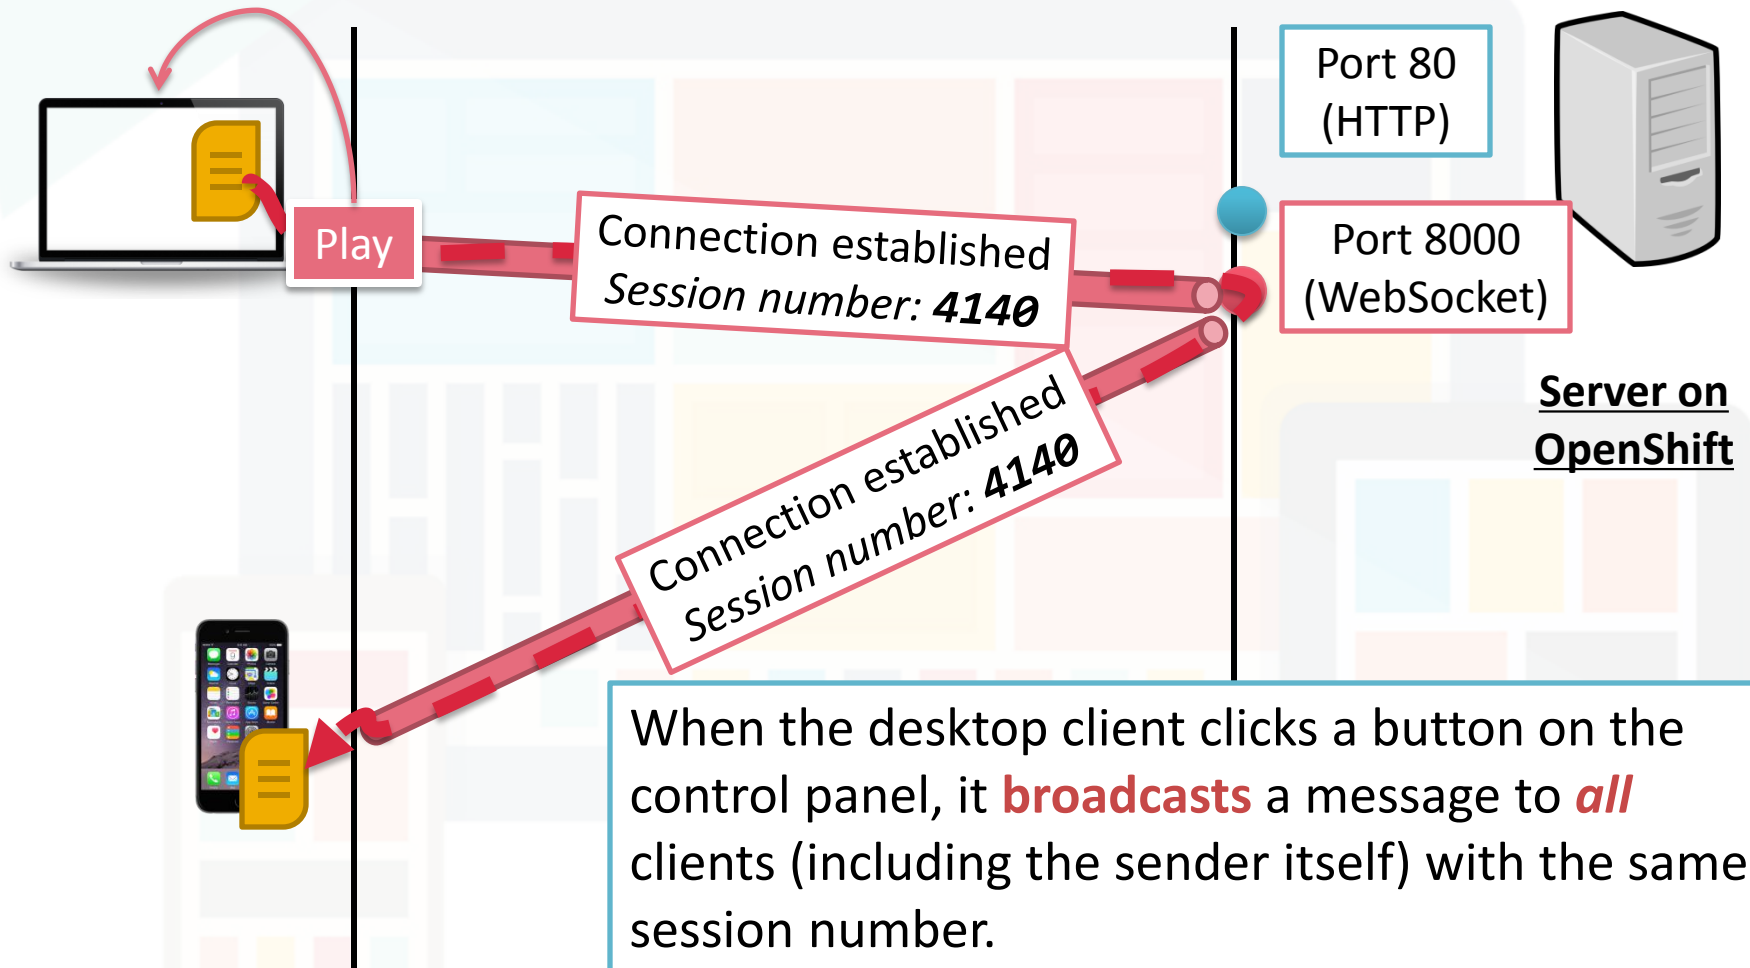 Port 80
(HTTP)
Play
Connection established
Session number: 4140
Port 8000
(WebSocket)
Connection established
Session number: 4140
Server on
OpenShift
When the desktop client clicks a button on the
control panel, it broadcasts a message to all
clients (including the sender itself) with the same
session number.